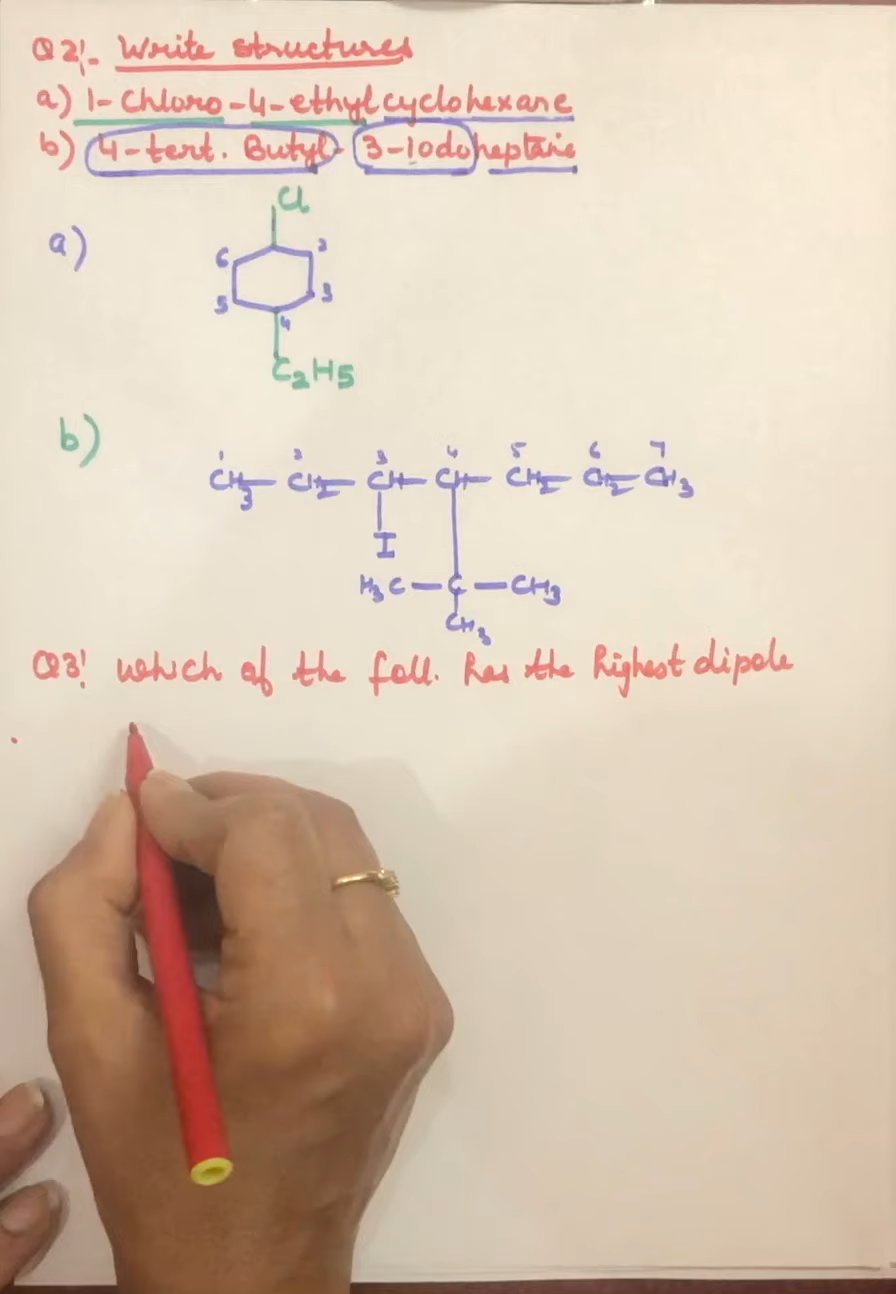 Q2:- Write structures
a) 1-Chloro-4-ethylcyclohexane
b) 4-tert. Butyl-3-Iodoheptane
a)
Cl
6 2
5 3
4
C2H5
b)
1 2 3 4 5 6 7
CH3-CH2-CH-CH-CH2-CH2-CH3
I
H3C-C-CH3
CH3
Q3! which of the foll. has the highest dipole